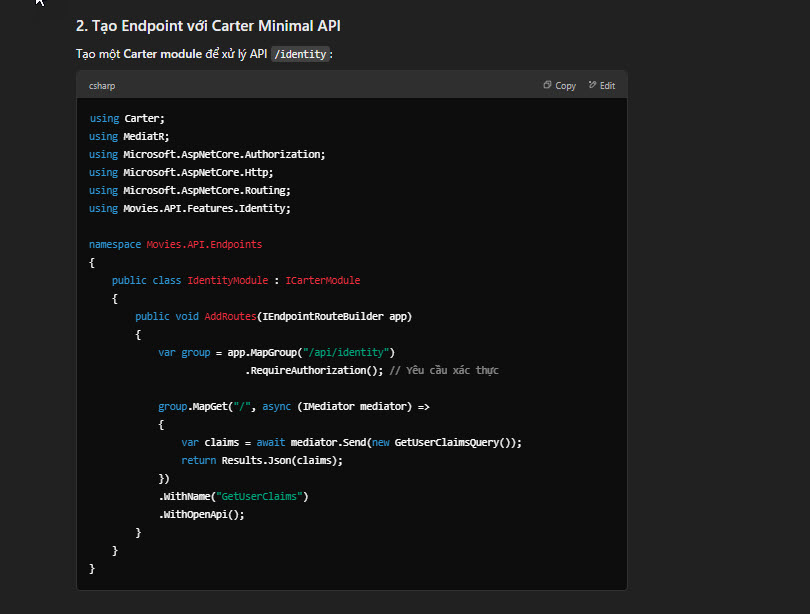 2. Tạo Endpoint với Carter Minimal API
Tạo một Carter module để xử lý API /identity:
csharp
Copy
Edit
using Carter;
using MediatR;
using Microsoft.AspNetCore.Authorization;
using Microsoft.AspNetCore.Http;
using Microsoft.AspNetCore.Routing;
using Movies.API.Features.Identity;

namespace Movies.API.Endpoints
{
    public class IdentityModule : ICarterModule
    {
        public void AddRoutes(IEndpointRouteBuilder app)
        {
            var group = app.MapGroup("/api/identity")
                           .RequireAuthorization(); // Yêu cầu xác thực

            group.MapGet("/", async (IMediator mediator) =>
            {
                var claims = await mediator.Send(new GetUserClaimsQuery());
                return Results.Json(claims);
            })
            .WithName("GetUserClaims")
            .WithOpenApi();
        }
    }
}